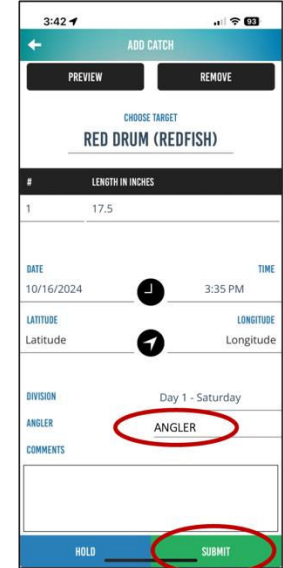 3:42 93
ADD CATCH
PREVIEW REMOVE
CHOOSE TARGET
RED DRUM (REDFISH)
# LENGTH IN INCHES
1 17.5
DATE TIME
10/16/2024 3:35 PM
LATITUDE LONGITUDE
Latitude Longitude
DIVISION Day 1 - Saturday
ANGLER ANGLER
COMMENTS
HOLD SUBMIT